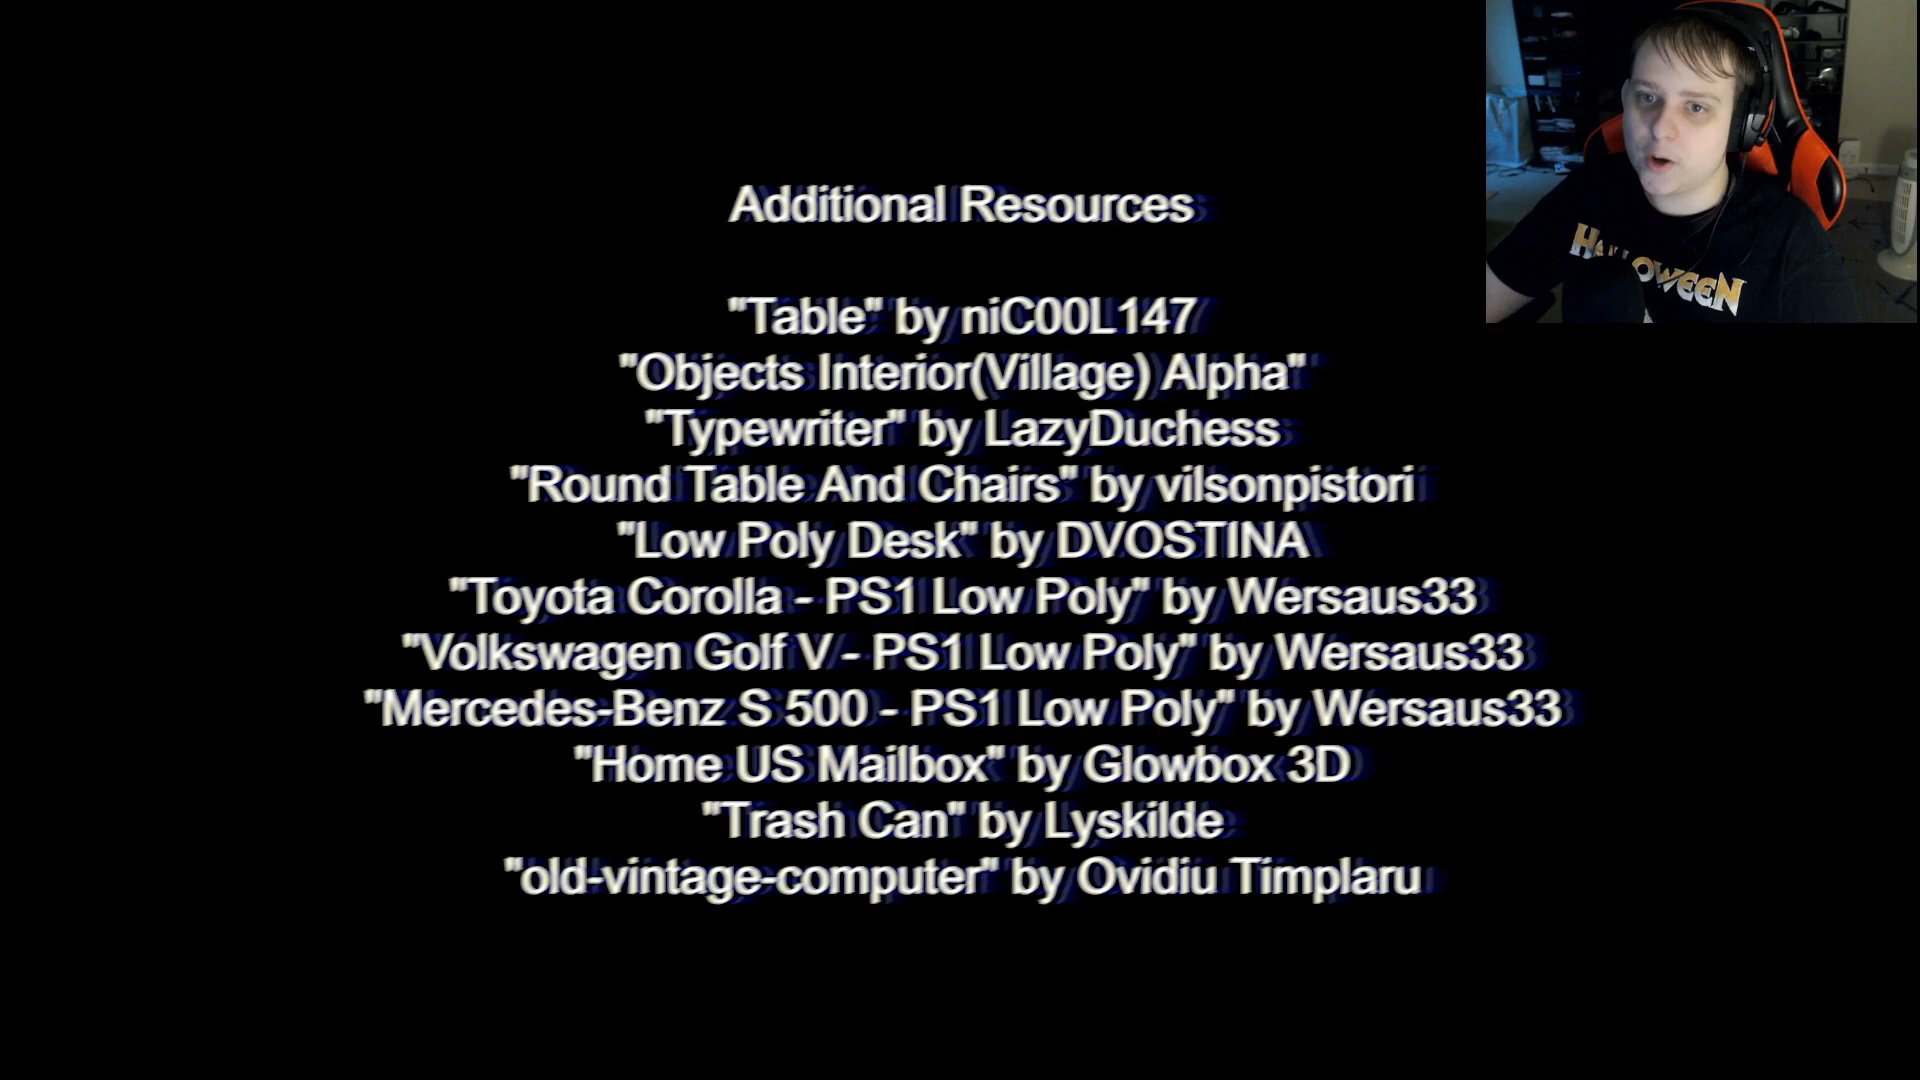 Additional Resources
"Table" by niC00L147
"Objects Interior(Village) Alpha"
"Typewriter" by LazyDuchess
"Round Table And Chairs" by vilsonpistori
"Low Poly Desk" by DVOSTINA
"Toyota Corolla - PS1 Low Poly" by Wersaus33
"Volkswagen Golf V - PS1 Low Poly" by Wersaus33
"Mercedes-Benz S 500 - PS1 Low Poly" by Wersaus33
"Home US Mailbox" by Glowbox 3D
"Trash Can" by Lyskilde
"old-vintage-computer" by Ovidiu Timplaru
HALLOWEEN